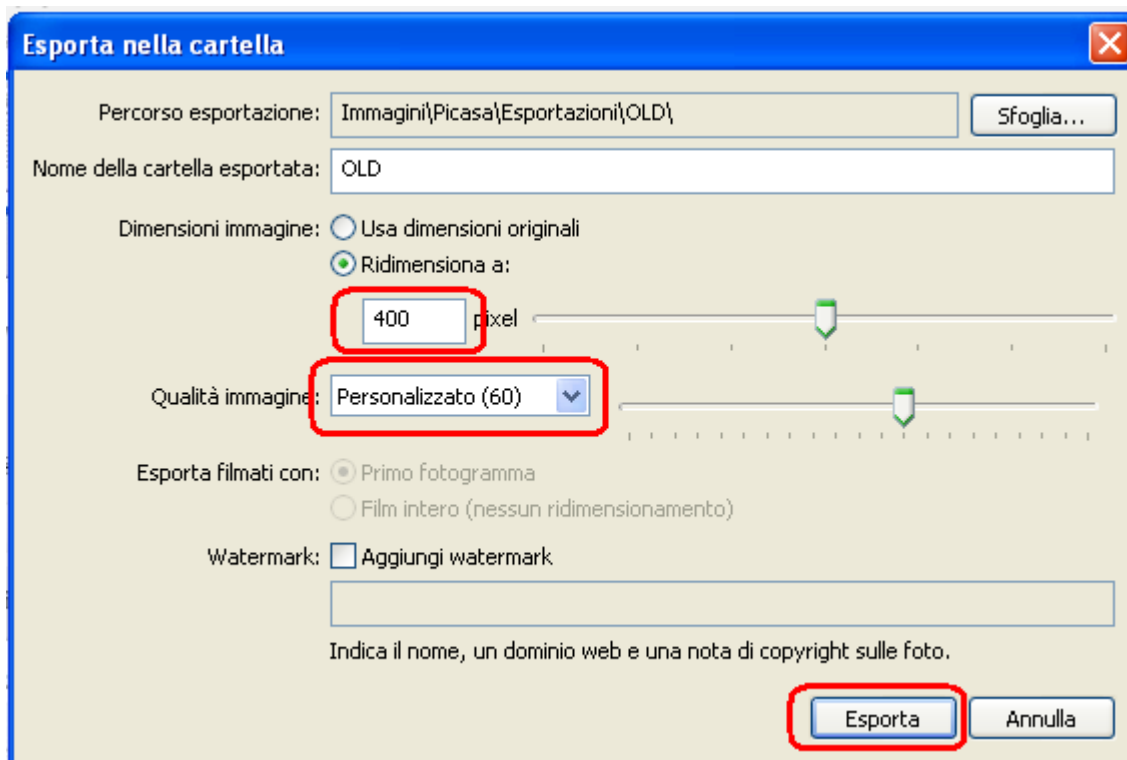 Esporta nella cartella
Percorso esportazione: Immagini\Picasa\Esportazioni\OLD\ Sfoglia...
Nome della cartella esportata: OLD
Dimensioni immagine: Usa dimensioni originali
Ridimensiona a:
400 pixel
Qualità immagine: Personalizzato (60)
Esporta filmati con: Primo fotogramma
Film intero (nessun ridimensionamento)
Watermark: Aggiungi watermark
Indica il nome, un dominio web e una nota di copyright sulle foto.
Esporta Annulla